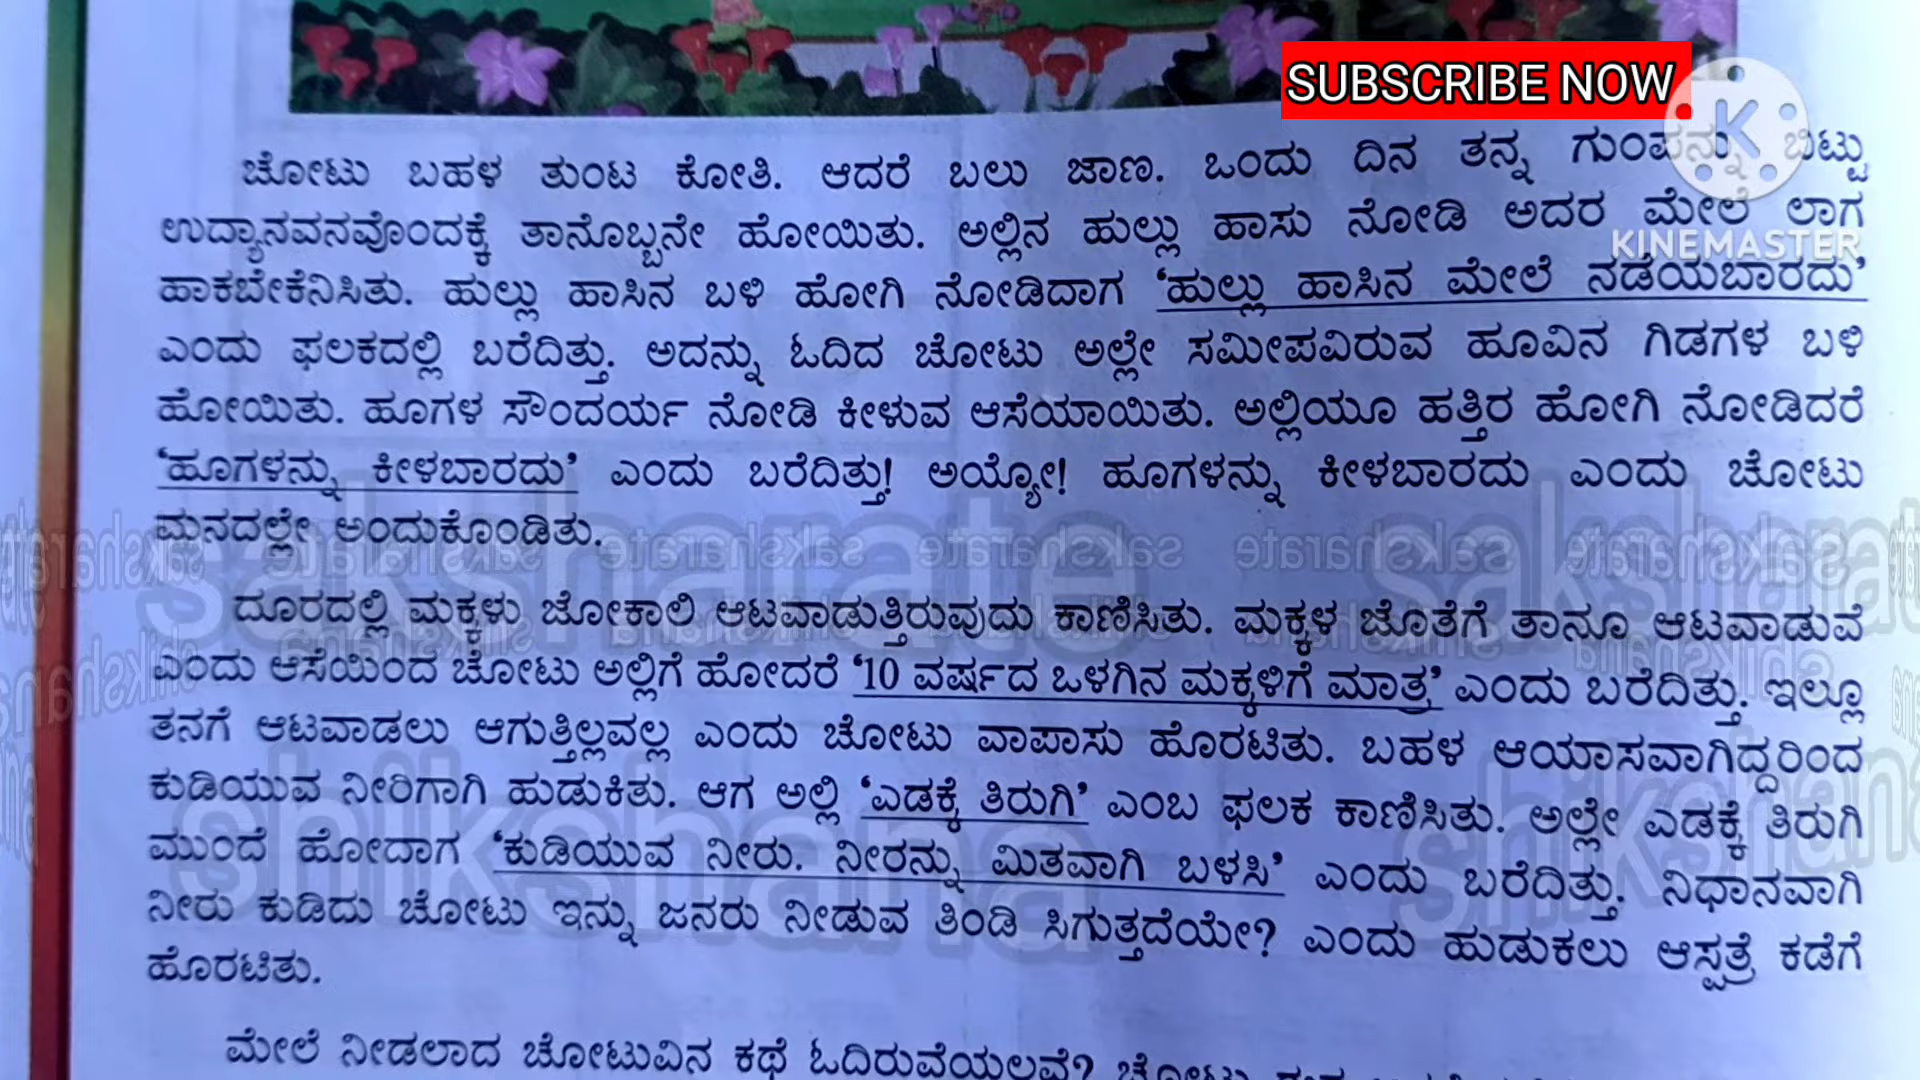 SUBSCRIBE NOW
KINEMASTER
ಚೋಟು ಬಹಳ ತುಂಟ ಕೋತಿ. ಆದರೆ ಬಲು ಜಾಣ. ಒಂದು ದಿನ ತನ್ನ ಗುಂಪನ್ನು ಬಿಟ್ಟು
ಉದ್ಯಾನವನವೊಂದಕ್ಕೆ ತಾನೊಬ್ಬನೇ ಹೋಯಿತು. ಅಲ್ಲಿನ ಹುಲ್ಲು ಹಾಸು ನೋಡಿ ಅದರ ಮೇಲೆ ಲಾಗ
ಹಾಕಬೇಕೆನಿಸಿತು. ಹುಲ್ಲು ಹಾಸಿನ ಬಳಿ ಹೋಗಿ ನೋಡಿದಾಗ ‘ಹುಲ್ಲು ಹಾಸಿನ ಮೇಲೆ ನಡೆಯಬಾರದು’
ಎಂದು ಫಲಕದಲ್ಲಿ ಬರೆದಿತ್ತು. ಅದನ್ನು ಓದಿದ ಚೋಟು ಅಲ್ಲೇ ಸಮೀಪವಿರುವ ಹೂವಿನ ಗಿಡಗಳ ಬಳಿ
ಹೋಯಿತು. ಹೂಗಳ ಸೌಂದರ್ಯ ನೋಡಿ ಕೀಳುವ ಆಸೆಯಾಯಿತು. ಅಲ್ಲಿಯೂ ಹತ್ತಿರ ಹೋಗಿ ನೋಡಿದರೆ
‘ಹೂಗಳನ್ನು ಕೀಳಬಾರದು’ ಎಂದು ಬರೆದಿತ್ತು! ಅಯ್ಯೋ! ಹೂಗಳನ್ನು ಕೀಳಬಾರದು ಎಂದು ಚೋಟು
ಮನದಲ್ಲೇ ಅಂದುಕೊಂಡಿತು.
ದೂರದಲ್ಲಿ ಮಕ್ಕಳು ಜೋಕಾಲಿ ಆಟವಾಡುತ್ತಿರುವುದು ಕಾಣಿಸಿತು. ಮಕ್ಕಳ ಜೊತೆಗೆ ತಾನೂ ಆಟವಾಡುವೆ
ಎಂದು ಆಸೆಯಿಂದ ಚೋಟು ಅಲ್ಲಿಗೆ ಹೋದರೆ ‘10 ವರ್ಷದ ಒಳಗಿನ ಮಕ್ಕಳಿಗೆ ಮಾತ್ರ’ ಎಂದು ಬರೆದಿತ್ತು. ಇಲ್ಲೂ
ತನಗೆ ಆಟವಾಡಲು ಆಗುತ್ತಿಲ್ಲವಲ್ಲ ಎಂದು ಚೋಟು ವಾಪಾಸು ಹೊರಟಿತು. ಬಹಳ ಆಯಾಸವಾಗಿದ್ದರಿಂದ
ಕುಡಿಯುವ ನೀರಿಗಾಗಿ ಹುಡುಕಿತು. ಆಗ ಅಲ್ಲಿ ‘ಎಡಕ್ಕೆ ತಿರುಗಿ’ ಎಂಬ ಫಲಕ ಕಾಣಿಸಿತು. ಅಲ್ಲೇ ಎಡಕ್ಕೆ ತಿರುಗಿ
ಮುಂದೆ ಹೋದಾಗ ‘ಕುಡಿಯುವ ನೀರು. ನೀರನ್ನು ಮಿತವಾಗಿ ಬಳಸಿ’ ಎಂದು ಬರೆದಿತ್ತು. ನಿಧಾನವಾಗಿ
ನೀರು ಕುಡಿದು ಚೋಟು ಇನ್ನು ಜನರು ನೀಡುವ ತಿಂಡಿ ಸಿಗುತ್ತದೆಯೇ? ಎಂದು ಹುಡುಕಲು ಆಸ್ಪತ್ರೆ ಕಡೆಗೆ
ಹೊರಟಿತು.
ಮೇಲೆ ನೀಡಲಾದ ಚೋಟುವಿನ ಕಥೆ ಓದಿರುವೆಯಲ್ಲವೆ? ಚೋಟು
saksharate
shikshana